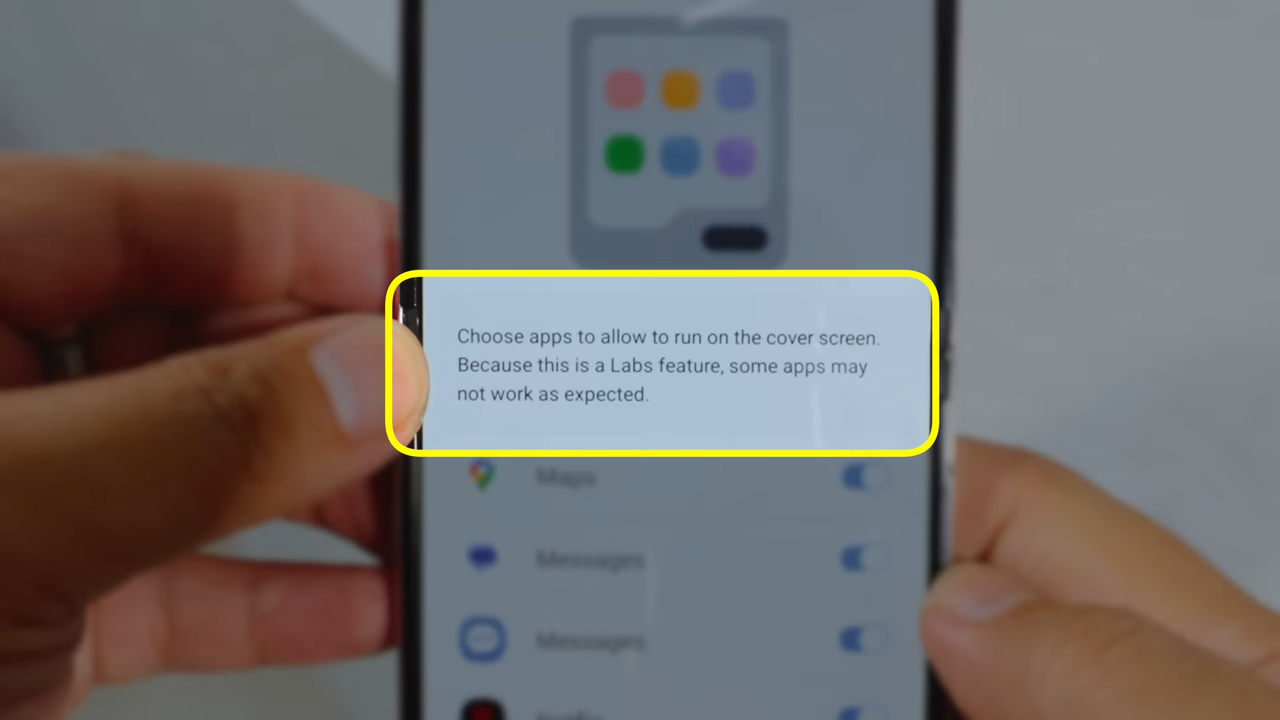 Choose apps to allow to run on the cover screen.
Because this is a Labs feature, some apps may
not work as expected.
Maps
Messages
Messages
Netflix